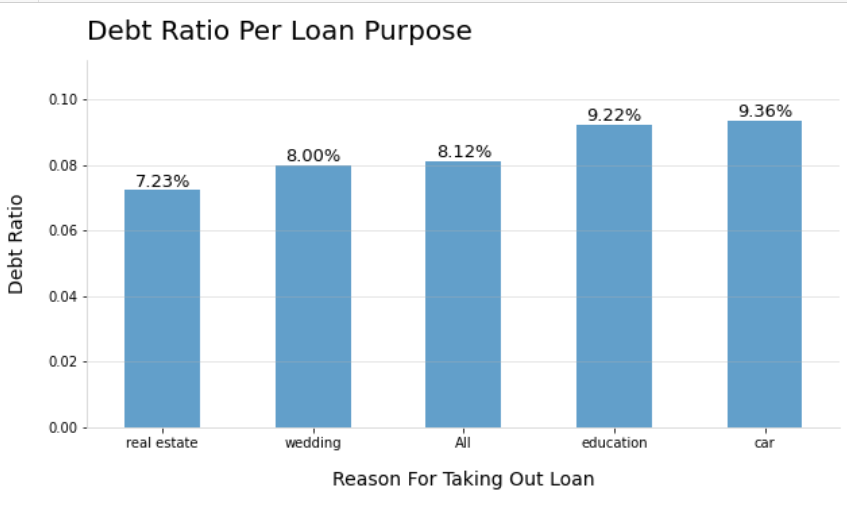 Debt Ratio Per Loan Purpose
Debt Ratio
0.10
0.08
0.06
0.04
0.02
0.00
7.23%
8.00%
8.12%
9.22%
9.36%
real estate
wedding
All
education
car
Reason For Taking Out Loan